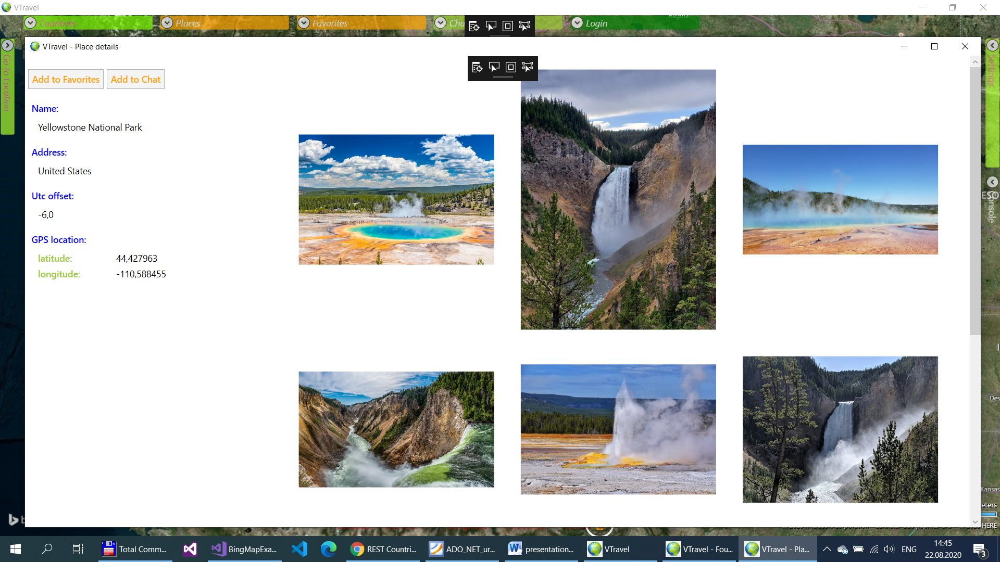 VTravel
Countries
Places
Favorites
Cha
Login
Regina
VTravel - Place details
Add to Favorites
Add to Chat
Go to Location
Settings
Console
Name:
Yellowstone National Park
Address:
United States
Utc offset:
-6,0
GPS location:
latitude: 44,427963
longitude: -110,588455
Des
Kansas
eters
HERE
Total Comm...
BingMapExa...
REST Countri...
ADO_NET_ur...
presentation...
VTravel
VTravel - Fou...
VTravel - Pla...
ENG
14:45
22.08.2020
3